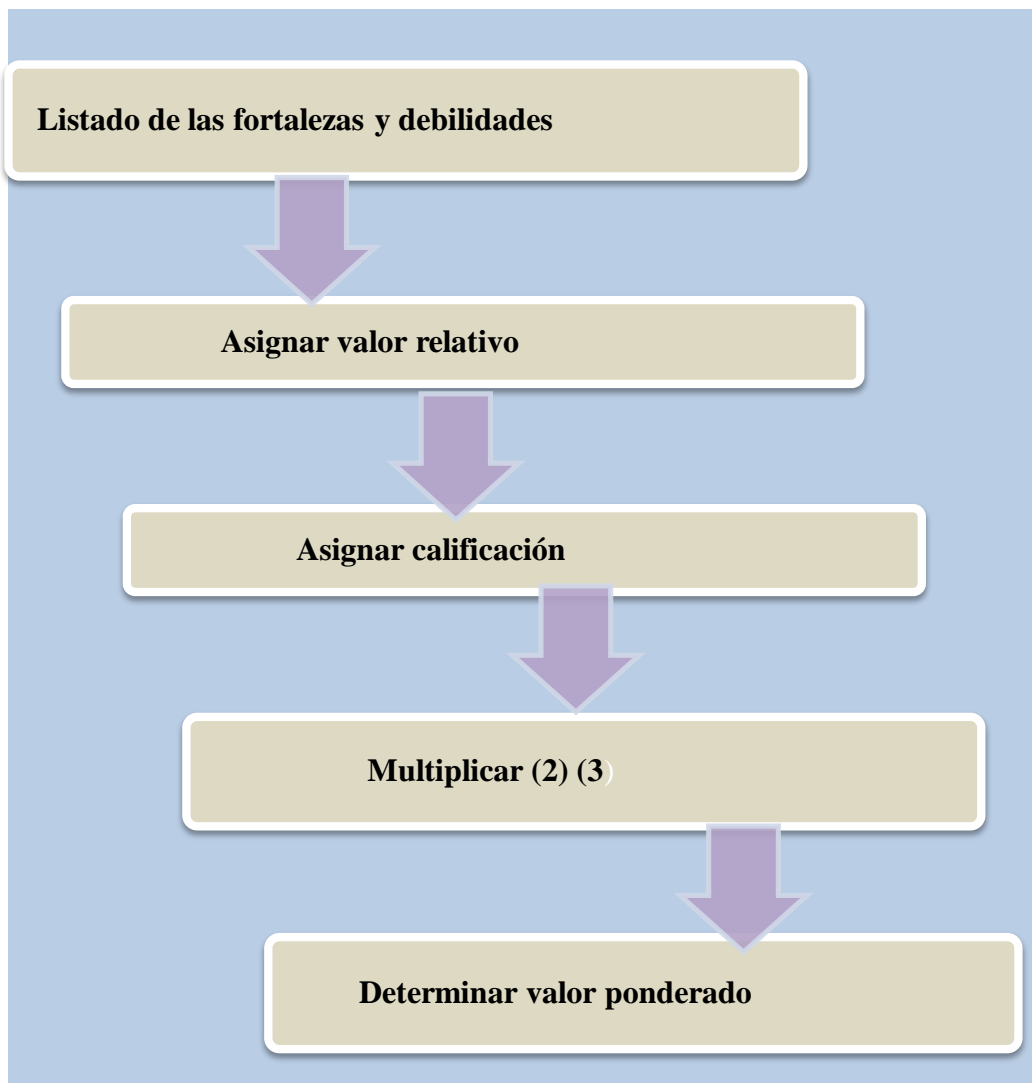 Listado de las fortalezas y debilidades
Asignar valor relativo
Asignar calificación
Multiplicar (2) (3)
Determinar valor ponderado